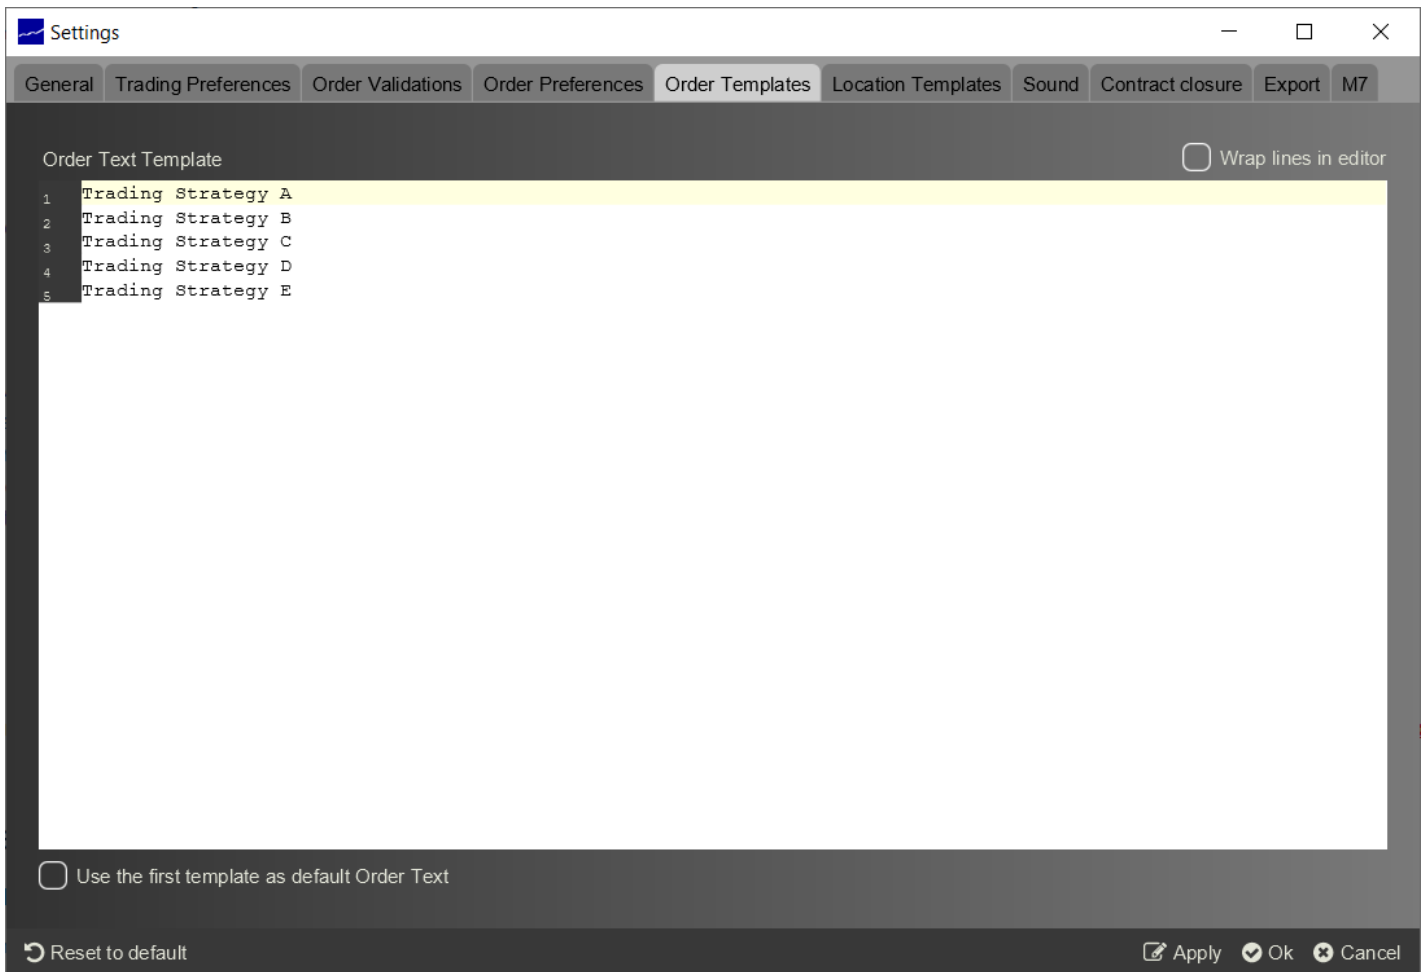 Settings
General Trading Preferences Order Validations Order Preferences Order Templates Location Templates Sound Contract closure Export M7
Order Text Template Wrap lines in editor
1 Trading Strategy A
2 Trading Strategy B
3 Trading Strategy C
4 Trading Strategy D
5 Trading Strategy E
Use the first template as default Order Text
Reset to default Apply Ok Cancel